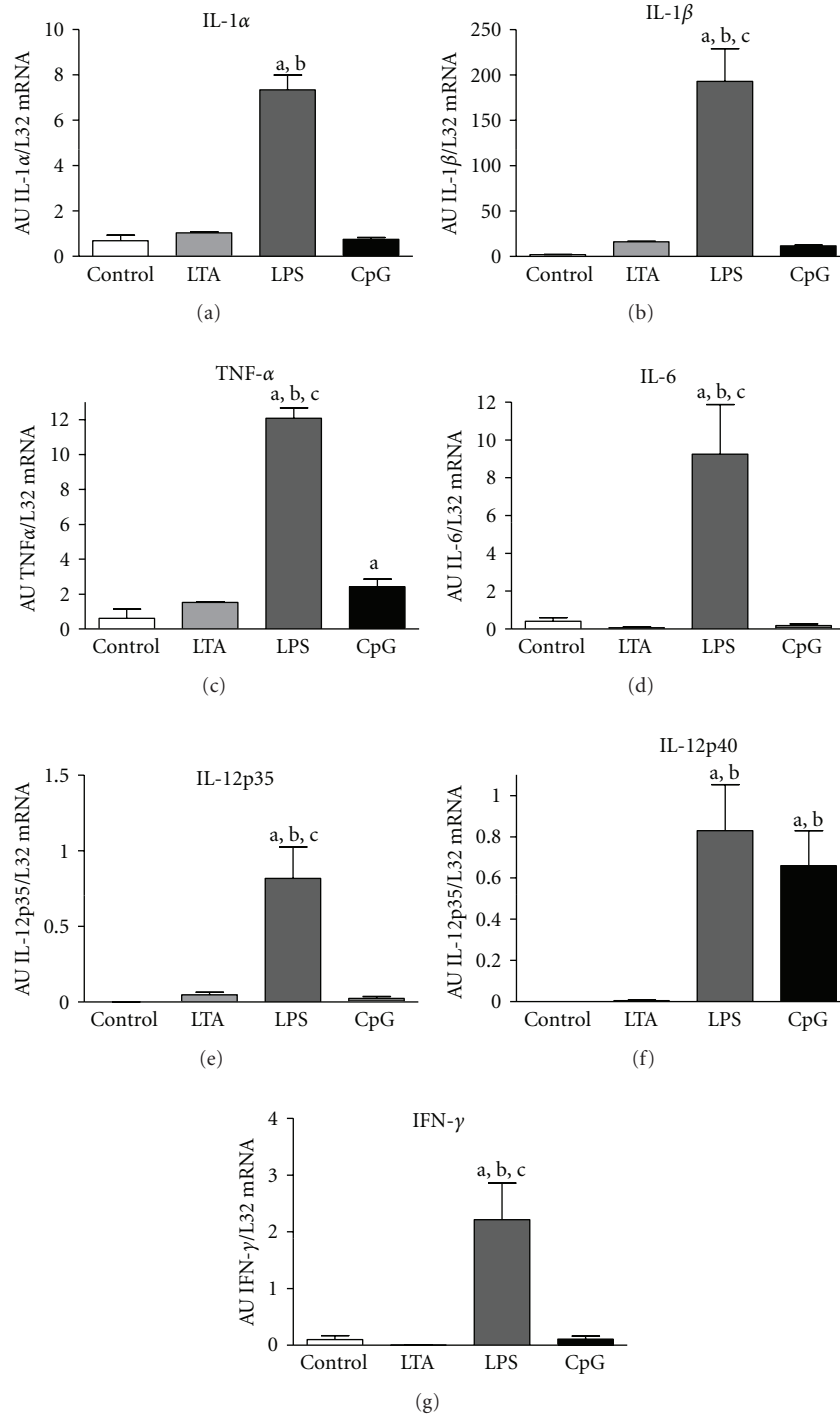 IL-1α
AU IL-1α/L32 mRNA
10
8
6
4
2
0
a, b
Control LTA LPS CpG
(a)
IL-1β
AU IL-1β/L32 mRNA
250
200
150
100
50
0
a, b, c
Control LTA LPS CpG
(b)
TNF-α
AU TNFα/L32 mRNA
12
10
8
6
4
2
0
a, b, c
a
Control LTA LPS CpG
(c)
IL-6
AU IL-6/L32 mRNA
12
10
8
6
4
2
0
a, b, c
Control LTA LPS CpG
(d)
IL-12p35
AU IL-12p35/L32 mRNA
1.5
1
0.5
0
a, b, c
Control LTA LPS CpG
(e)
IL-12p40
AU IL-12p35/L32 mRNA
1
0.8
0.6
0.4
0.2
0
a, b
a, b
Control LTA LPS CpG
(f)
IFN-γ
AU IFN-γ/L32 mRNA
4
3
2
1
0
a, b, c
Control LTA LPS CpG
(g)